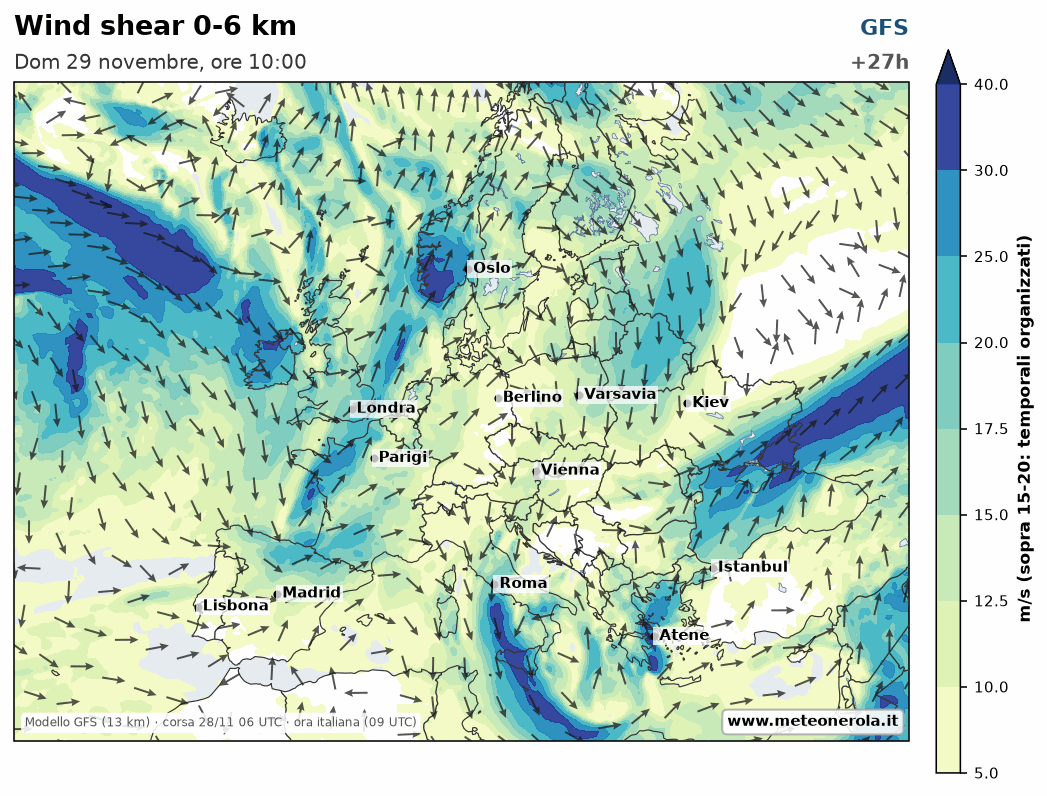 Wind shear 0-6 km
GFS
Dom 29 novembre, ore 10:00
+27h
40.0
30.0
25.0
20.0
17.5
15.0
12.5
10.0
5.0
m/s (sopra 15-20: temporali organizzati)
Oslo
Berlino
Varsavia
Kiev
Londra
Parigi
Vienna
Istanbul
Roma
Madrid
Lisbona
Atene
Modello GFS (13 km) · corsa 28/11 06 UTC · ora italiana (09 UTC)
www.meteonerola.it